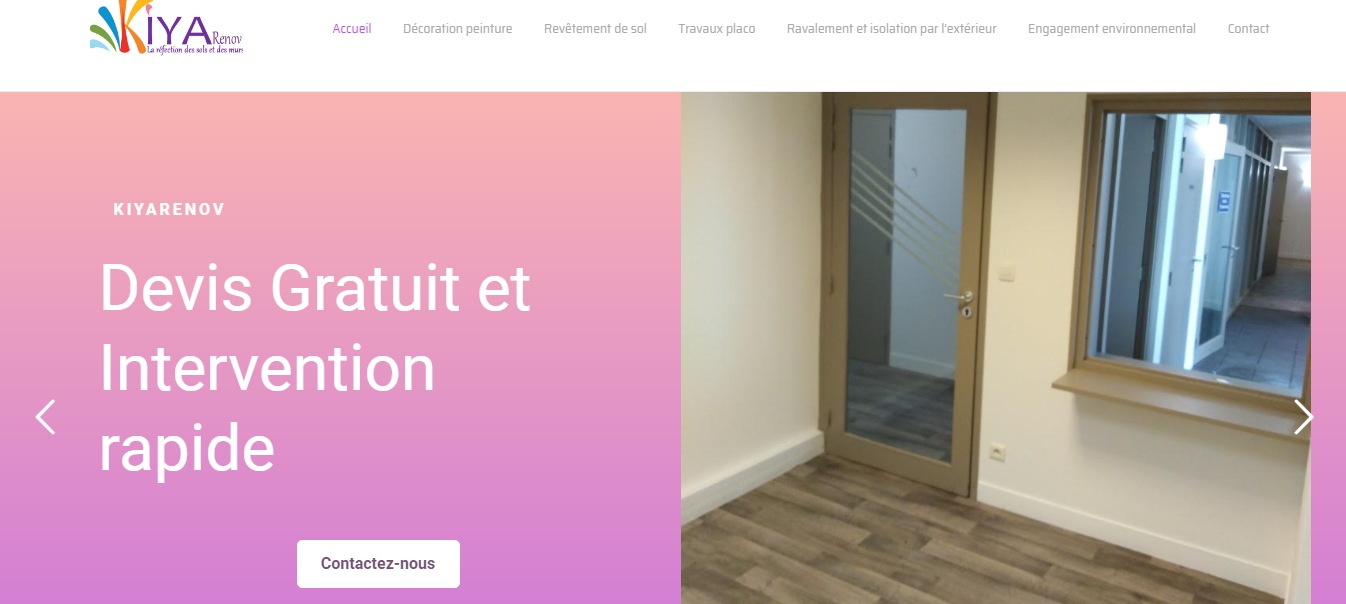 KIYA Renov
La réfection des sols et des murs
Accueil Décoration peinture Revêtement de sol Travaux placo Ravalement et isolation par l'extérieur Engagement environnemental Contact
KIYARENOV
Devis Gratuit et
Intervention
rapide
Contactez-nous